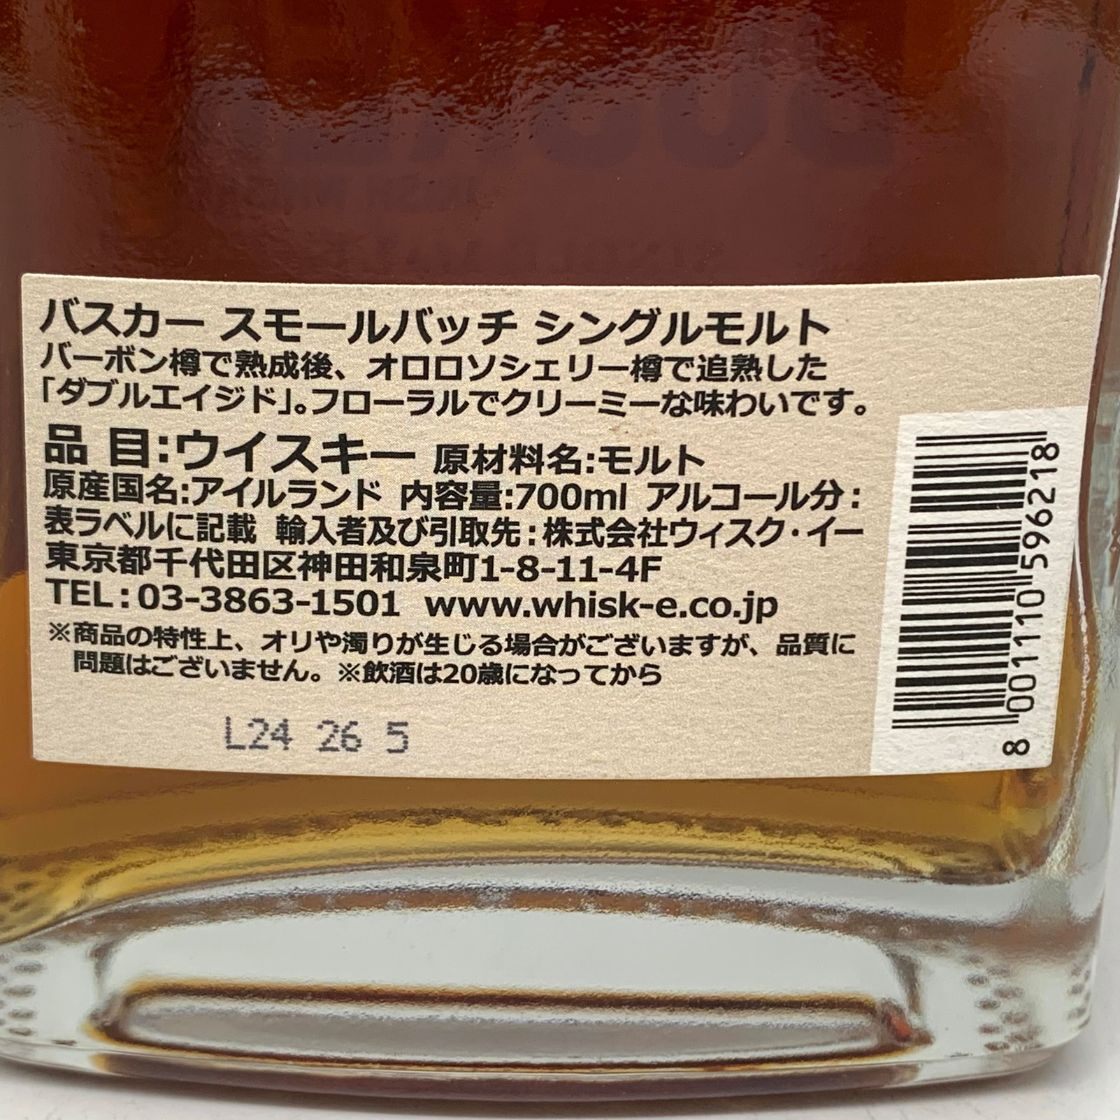 バスカー スモールバッチ シングルモルト
バーボン樽で熟成後、オロロソシェリー樽で追熟した
「ダブルエイジド」。フローラルでクリーミーな味わいです。
品 目:ウイスキー 原材料名:モルト
原産国名:アイルランド 内容量:700ml アルコール分:
表ラベルに記載 輸入者及び引取先:株式会社ウィスク・イー
東京都千代田区神田和泉町1-8-11-4F
TEL:03-3863-1501 www.whisk-e.co.jp
※商品の特性上、オリや濁りが生じる場合がございますが、品質に
問題はございません。※飲酒は20歳になってから
L24 26 5
8 001110 596218